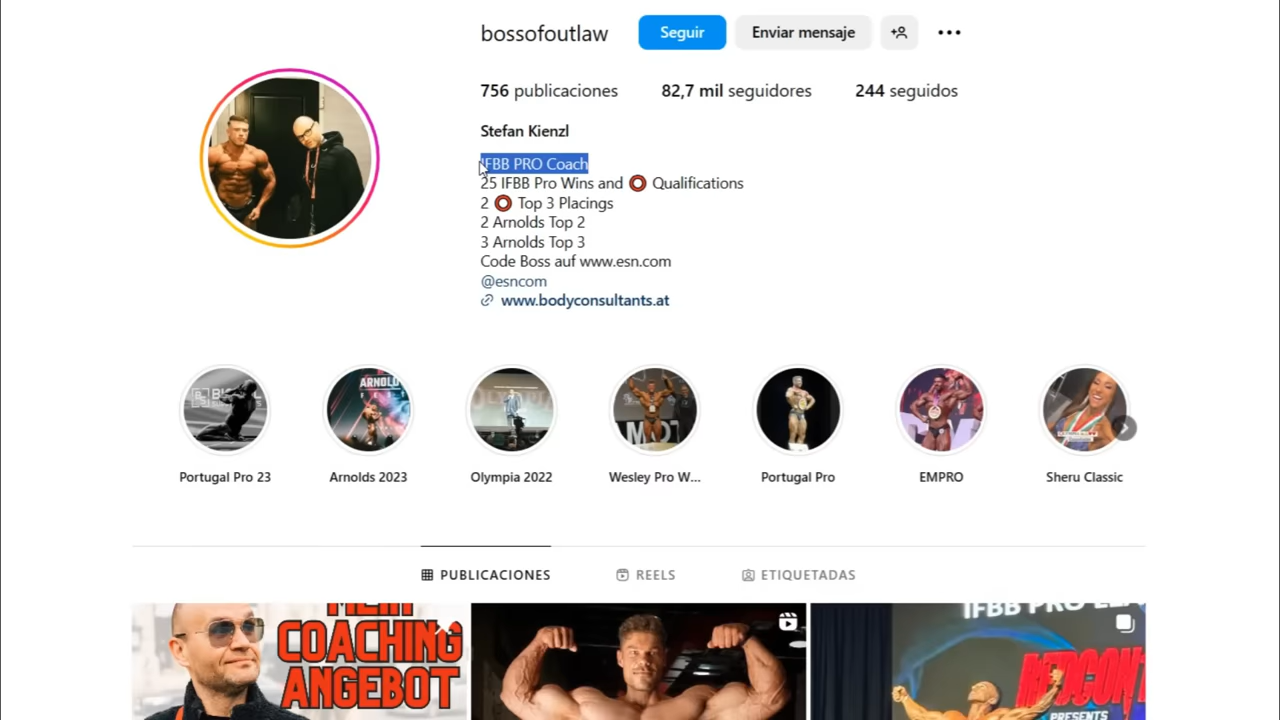 bossofoutlaw
Seguir
Enviar mensaje
756 publicaciones
82,7 mil seguidores
244 seguidos
Stefan Kienzl
IFBB PRO Coach
25 IFBB Pro Wins and ⭕ Qualifications
2 ⭕ Top 3 Placings
2 Arnolds Top 2
3 Arnolds Top 3
Code Boss auf www.esn.com
@esncom
www.bodyconsultants.at
ARNOLD
Portugal Pro 23
Arnolds 2023
Olympia 2022
Wesley Pro W...
Portugal Pro
EMPRO
Sheru Classic
PUBLICACIONES
REELS
ETIQUETADAS
MEIN
COACHING
ANGEBOT
IFBB PRO
REDCON1
PRESENTS